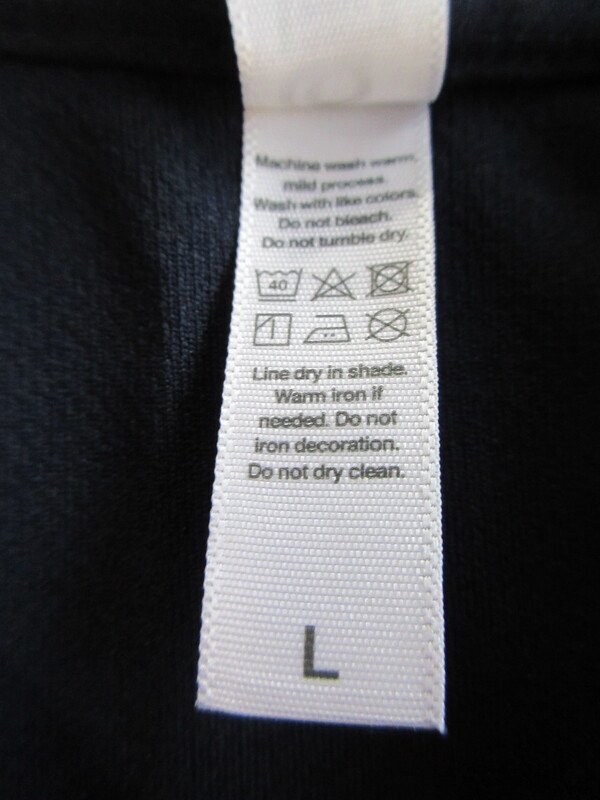 Machine wash warm,
mild process.
Wash with like colors.
Do not bleach.
Do not tumble dry.
40
Line dry in shade.
Warm iron if
needed. Do not
iron decoration.
Do not dry clean.
L